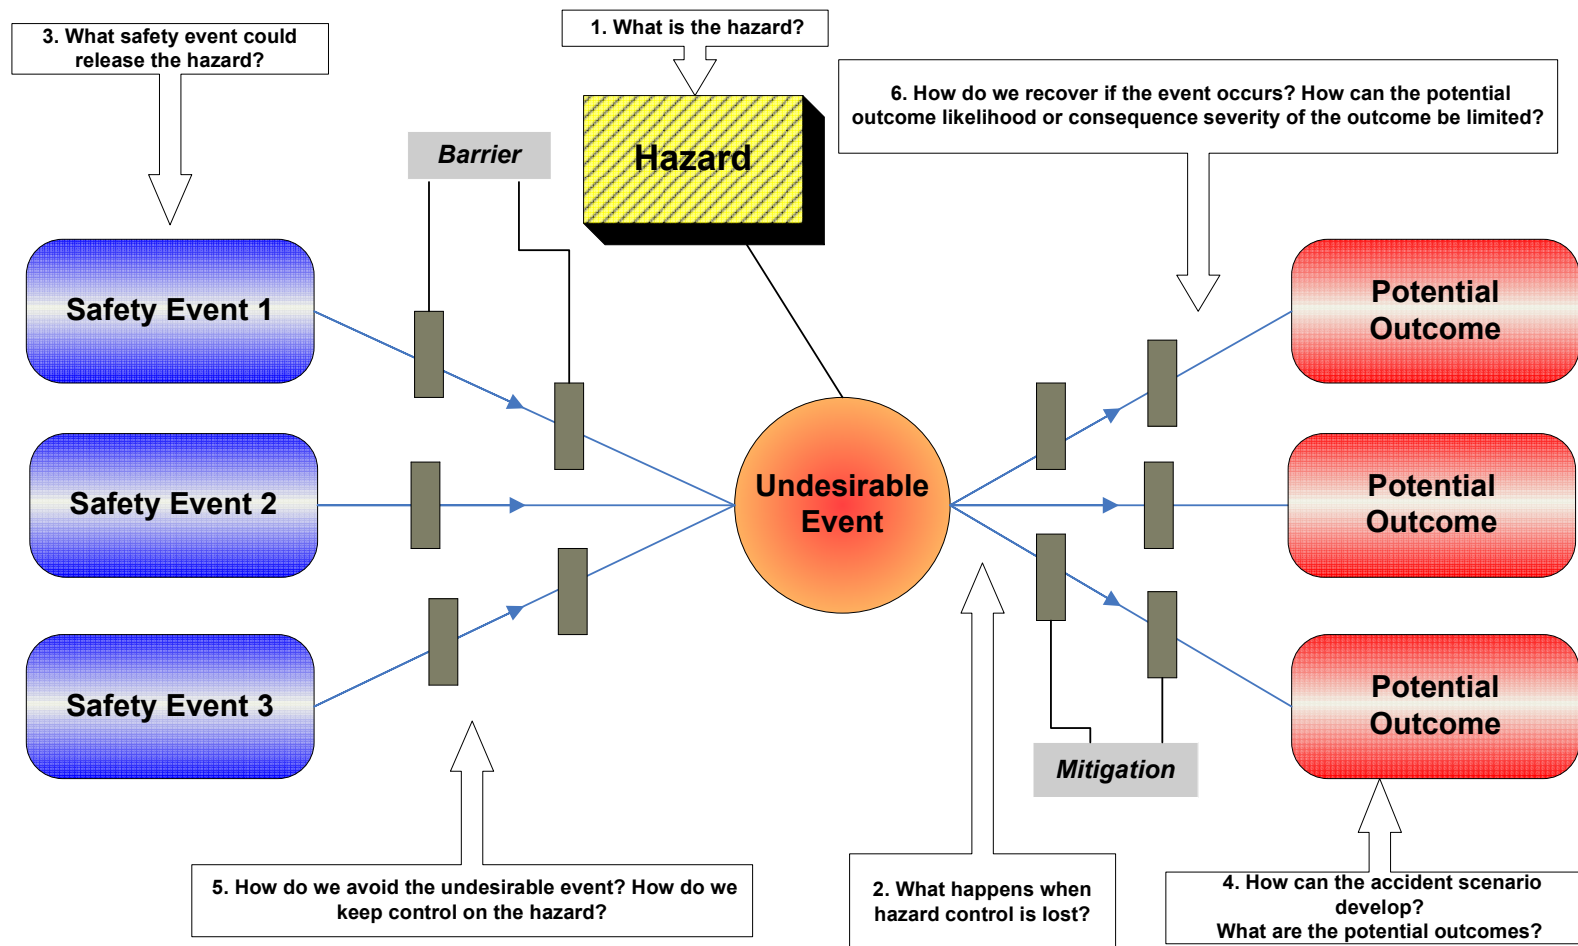 3. What safety event could
release the hazard?
1. What is the hazard?
6. How do we recover if the event occurs? How can the potential
outcome likelihood or consequence severity of the outcome be limited?
Barrier
Hazard
Safety Event 1
Potential
Outcome
Safety Event 2
Undesirable
Event
Potential
Outcome
Safety Event 3
Potential
Outcome
Mitigation
5. How do we avoid the undesirable event? How do we
keep control on the hazard?
2. What happens when
hazard control is lost?
4. How can the accident scenario
develop?
What are the potential outcomes?